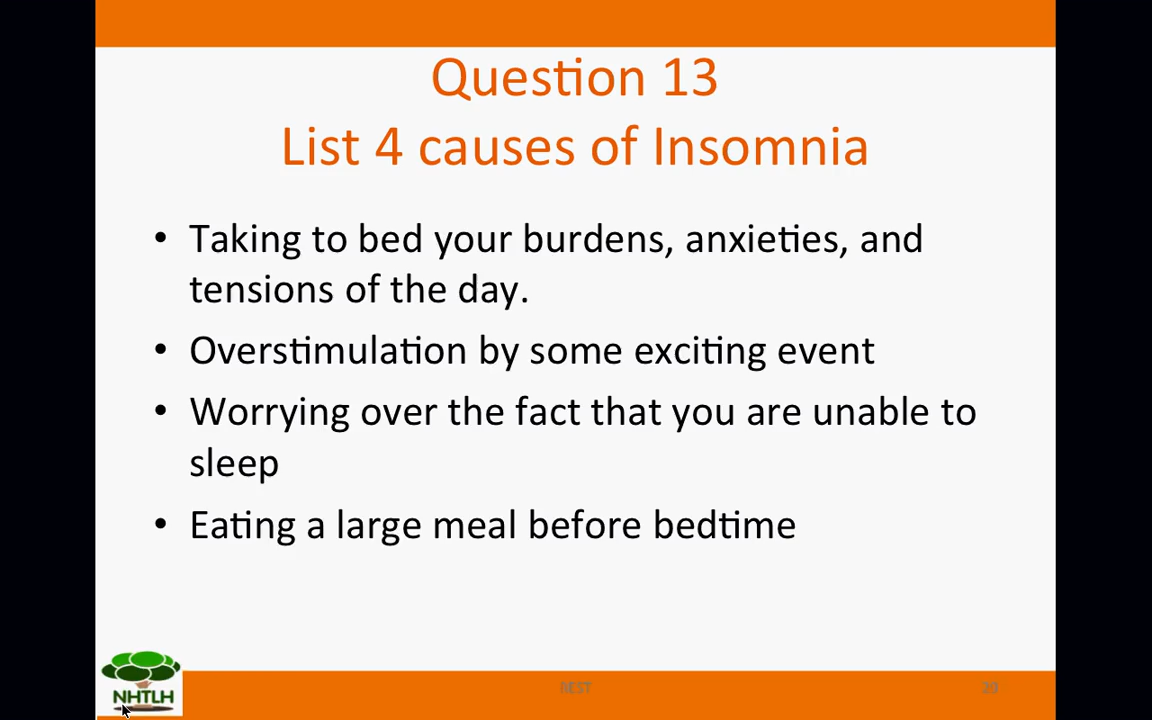 Question 13
List 4 causes of Insomnia
• Taking to bed your burdens, anxieties, and
tensions of the day.
• Overstimulation by some exciting event
• Worrying over the fact that you are unable to
sleep
• Eating a large meal before bedtime
NHTLH
BEST